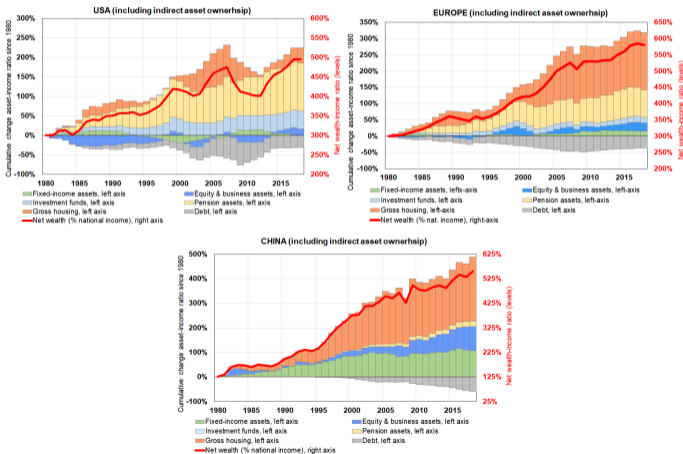 USA (including indirect asset ownerhsip)
300%
250%
200%
150%
100%
50%
0%
-50%
-100%
600%
550%
500%
450%
400%
350%
300%
250%
200%
Cumulative change asset-income ratio since 1980
Net wealth-income ratio (levels)
1980 1985 1990 1995 2000 2005 2010 2015
Fixed-income assets, left axis Equity & business assets, left axis
Investment funds, left axis Pension assets, left axis
Gross housing, left axis Debt, left axis
Net wealth (% national income), right axis
EUROPE (including indirect asset ownerhsip)
350%
300%
250%
200%
150%
100%
50%
0%
-50%
-100%
650%
600%
550%
500%
450%
400%
350%
300%
250%
200%
Cumulative change asset-income ratio since 1980
Net wealth-income ratio (levels)
1980 1985 1990 1995 2000 2005 2010 2015
Fixed-income assets, leftx-axis Equity & business assets, left-axis
Investment funds, left-axis Pension assets, left-axis
Gross housing, left-axis Debt, left-axis
Net wealth (% nat. income), right-axis
CHINA (including indirect asset ownerhsip)
500%
400%
300%
200%
100%
0%
-100%
625%
525%
425%
325%
225%
125%
25%
Cumulative change asset-income ratio since 1980
Net wealth-income ratio (levels)
1980 1985 1990 1995 2000 2005 2010 2015
Fixed-income assets, left axis Equity & business assets, left axis
Investment funds, left axis Pension assets, left axis
Gross housing, left axis Debt, left axis
Net wealth (% national income), right axis